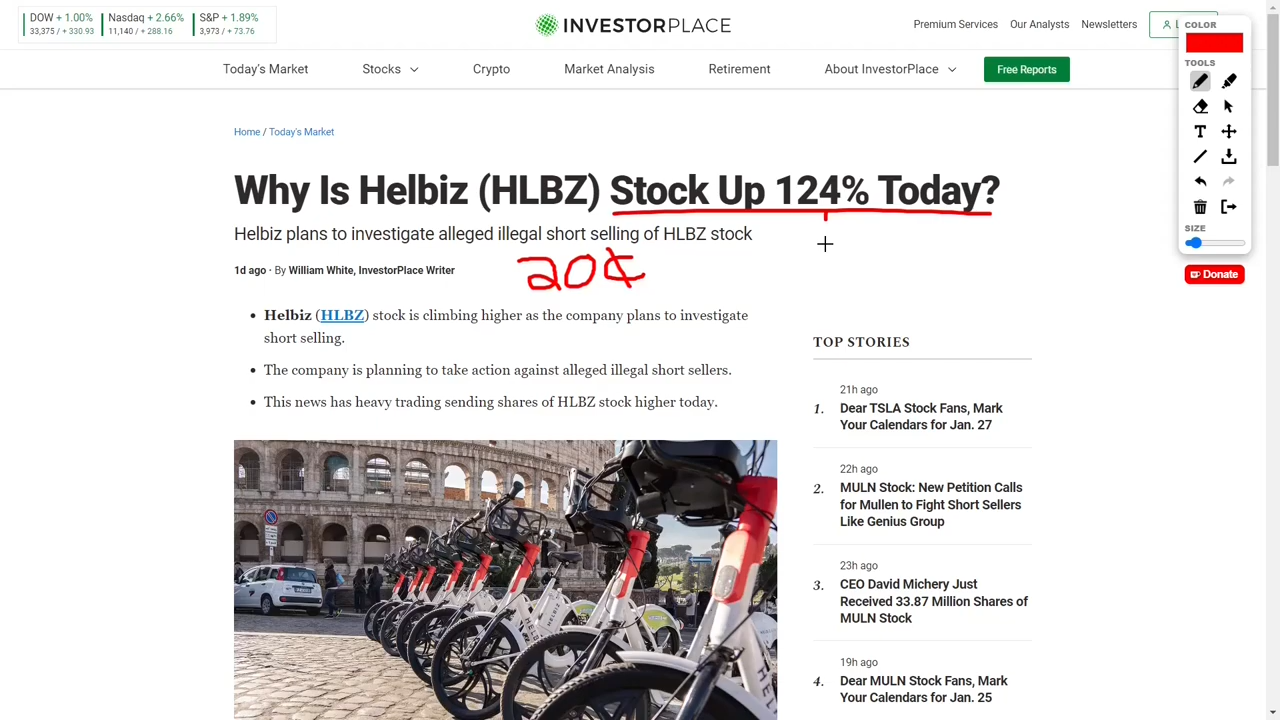 DOW + 1.00%
33,375 / + 330.93
Nasdaq + 2.66%
11,140 / + 288.16
S&P + 1.89%
3,973 / + 73.76
INVESTORPLACE
Premium Services
Our Analysts
Newsletters
COLOR
TOOLS
SIZE
Donate
Today's Market
Stocks
Crypto
Market Analysis
Retirement
About InvestorPlace
Free Reports
Home / Today's Market
Why Is Helbiz (HLBZ) Stock Up 124% Today?
Helbiz plans to investigate alleged illegal short selling of HLBZ stock
1d ago · By William White, InvestorPlace Writer
20¢
• Helbiz (HLBZ) stock is climbing higher as the company plans to investigate
short selling.
• The company is planning to take action against alleged illegal short sellers.
• This news has heavy trading sending shares of HLBZ stock higher today.
TOP STORIES
21h ago
1. Dear TSLA Stock Fans, Mark
Your Calendars for Jan. 27
22h ago
2. MULN Stock: New Petition Calls
for Mullen to Fight Short Sellers
Like Genius Group
23h ago
3. CEO David Michery Just
Received 33.87 Million Shares of
MULN Stock
19h ago
4. Dear MULN Stock Fans, Mark
Your Calendars for Jan. 25